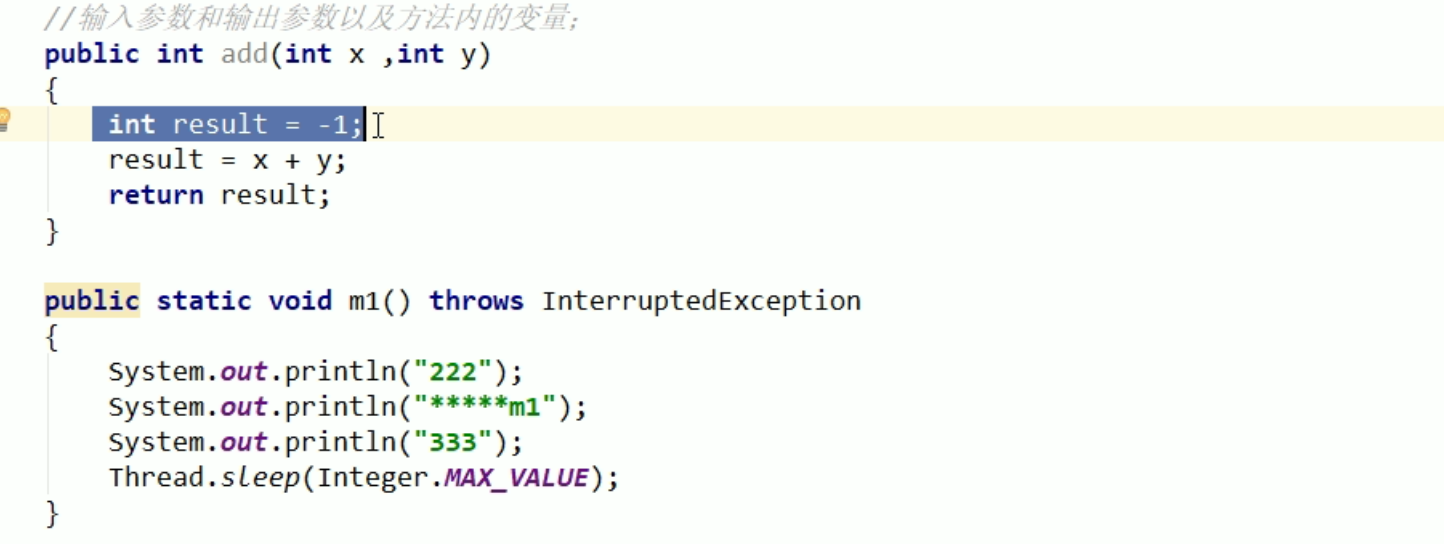 //输入参数和输出参数以及方法内的变量;
public int add(int x ,int y)
{
    int result = -1;
    result = x + y;
    return result;
}
public static void m1() throws InterruptedException
{
    System.out.println("222");
    System.out.println("*****m1");
    System.out.println("333");
    Thread.sleep(Integer.MAX_VALUE);
}